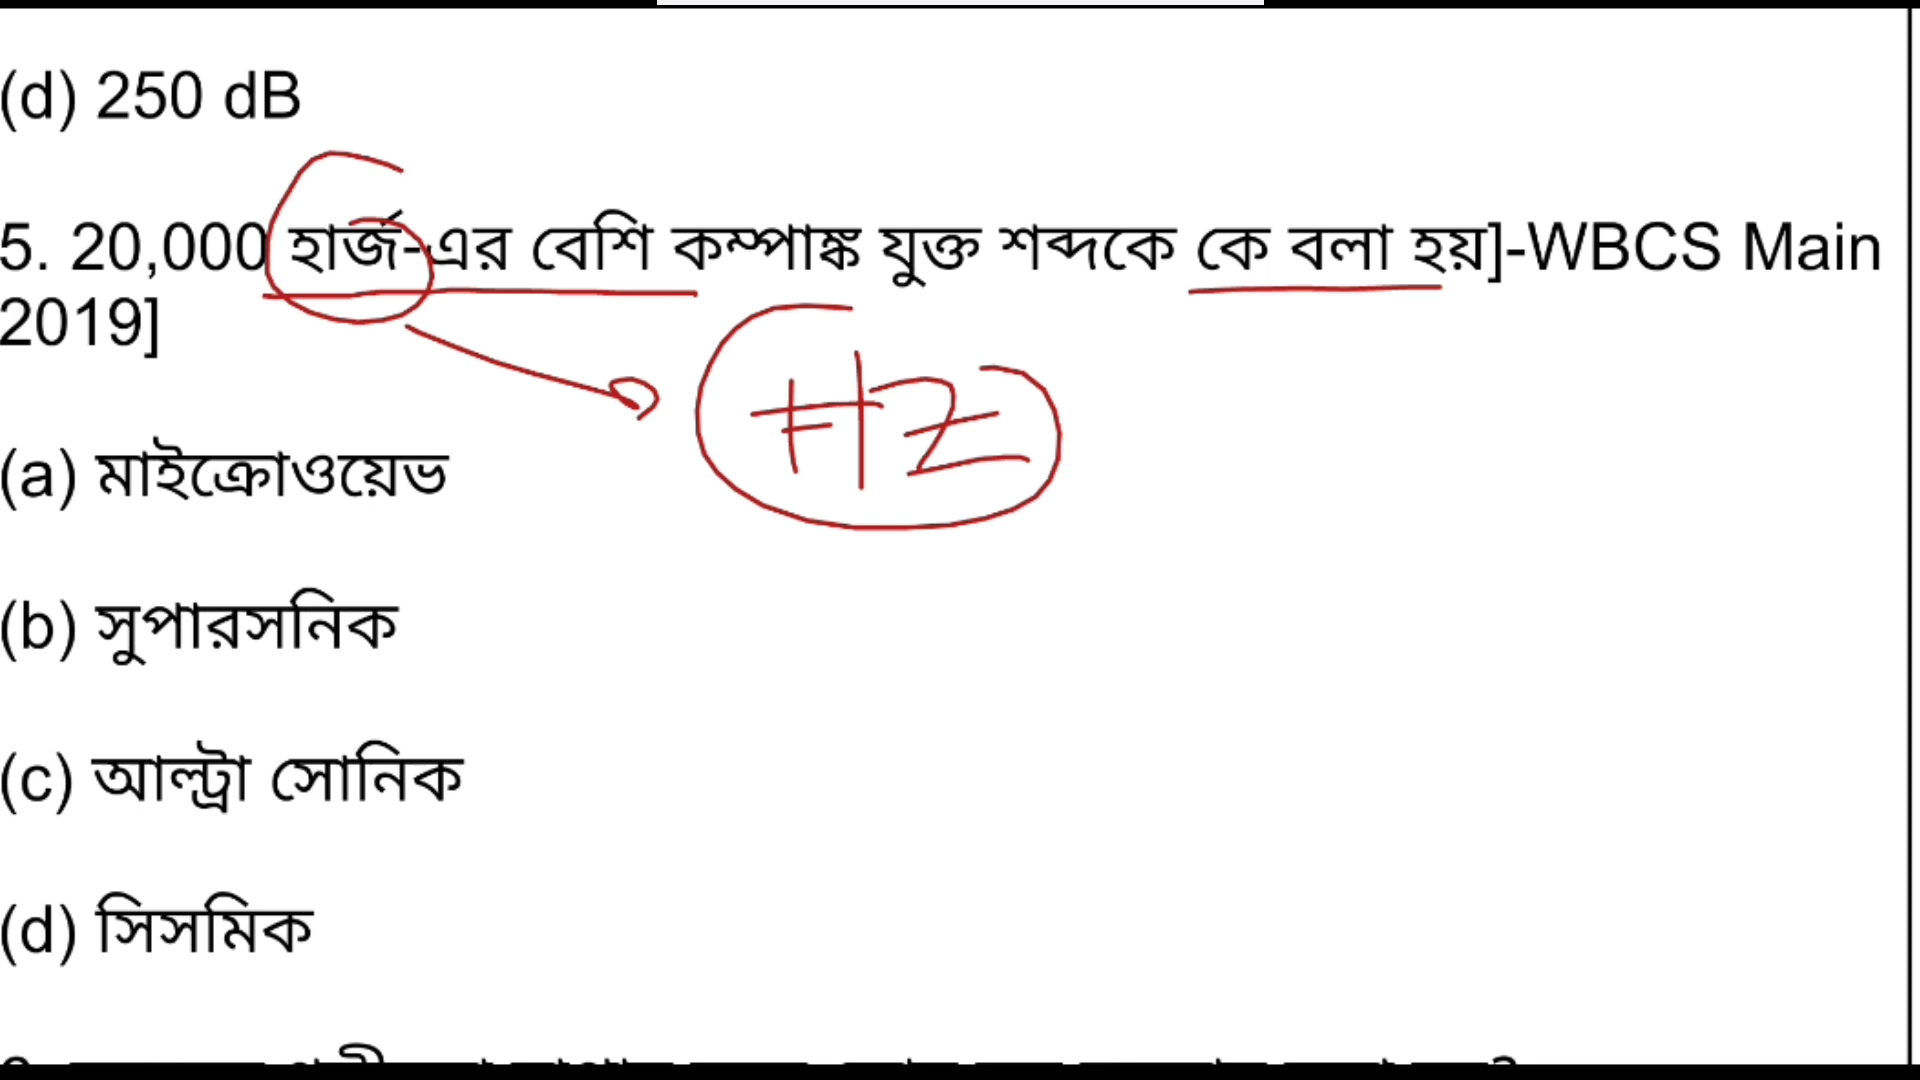 (d) 250 dB
5. 20,000 হার্জ-এর বেশি কম্পাঙ্ক যুক্ত শব্দকে কে বলা হয়]-WBCS Main
2019]
HZ
(a) মাইক্রোওয়েভ
(b) সুপারসনিক
(c) আল্ট্রা সোনিক
(d) সিসমিক